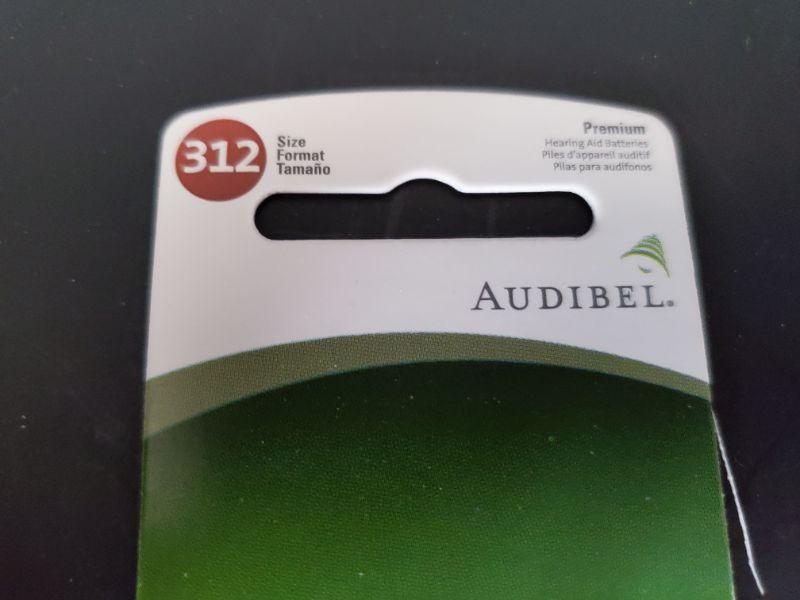 312
Size
Format
Tamaño
Premium
Hearing Aid Batteries
Piles d'appareil auditif
Pilas para audífonos
AUDIBEL®